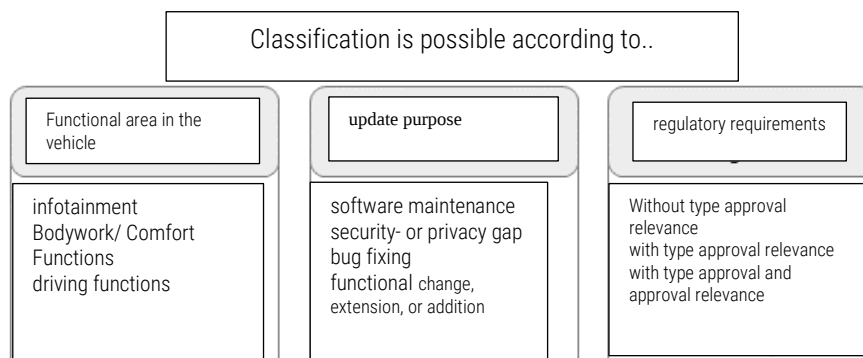 Classification is possible according to..
Functional area in the
vehicle
infotainment
Bodywork/ Comfort
Functions
driving functions
update purpose
software maintenance
security- or privacy gap
bug fixing
functional change,
extension, or addition
regulatory requirements
Without type approval
relevance
with type approval relevance
with type approval and
approval relevance